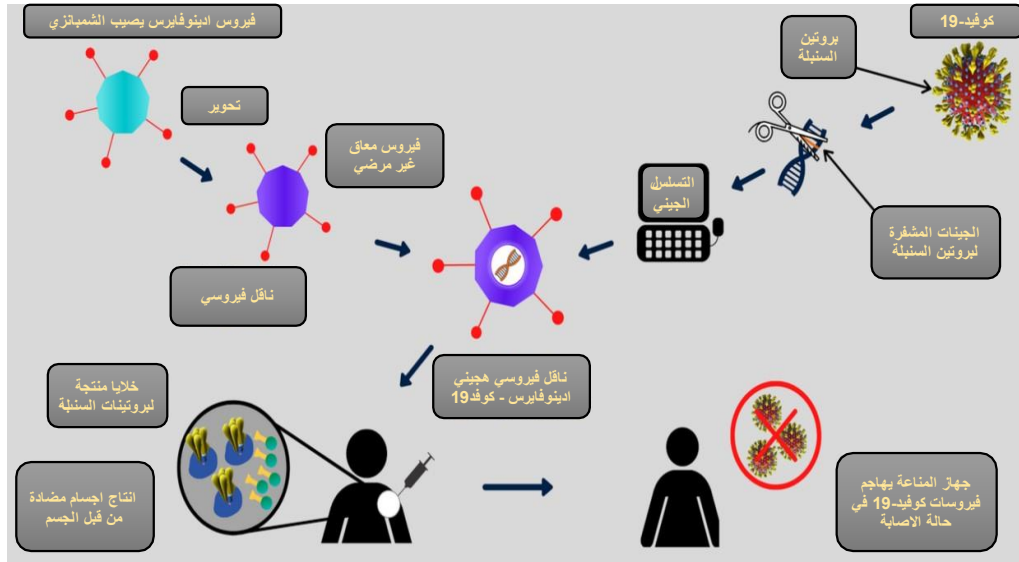 كوفيد-19
بروتين
السنبلة
الجينات المشفرة
لبروتين السنبلة
التسلسل
الجيني
فيروس ادينوفايرس يصيب الشمبانزي
تحوير
فيروس معاق
غير مرضي
ناقل فيروسي
ناقل فيروسي هجيني
ادينوفايرس - كوفد19
خلايا منتجة
لبروتينات السنبلة
انتاج اجسام مضادة
من قبل الجسم
جهاز المناعة يهاجم
فيروسات كوفيد-19 في
حالة الاصابة